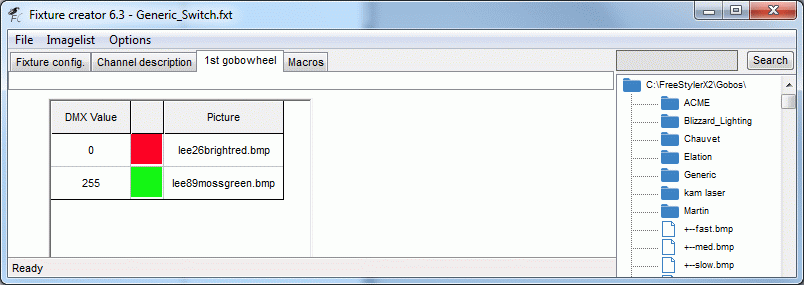 Fixture creator 6.3 - Generic_Switch.fxt
File Imagelist Options
Fixture config. Channel description 1st gobowheel Macros
Search
DMX Value Picture
0 lee26brightred.bmp
255 lee89mossgreen.bmp
C:\FreeStylerX2\Gobos\
ACME
Blizzard_Lighting
Chauvet
Elation
Generic
kam laser
Martin
+--fast.bmp
+--med.bmp
+--slow.bmp
Ready